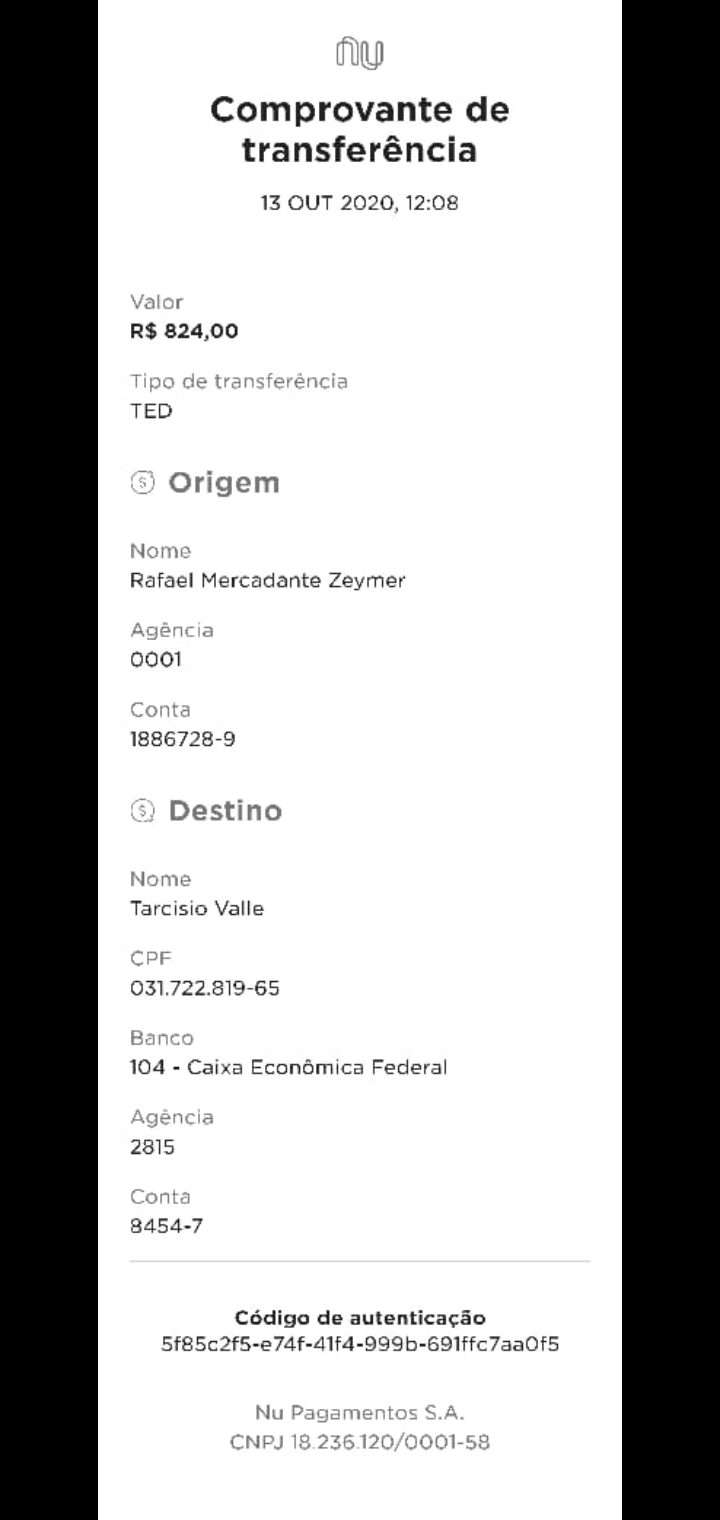 nu
Comprovante de
transferência
13 OUT 2020, 12:08
Valor
R$ 824,00
Tipo de transferência
TED
Origem
Nome
Rafael Mercadante Zeymer
Agência
0001
Conta
1886728-9
Destino
Nome
Tarcisio Valle
CPF
031.722.819-65
Banco
104 - Caixa Econômica Federal
Agência
2815
Conta
8454-7
Código de autenticação
5f85c2f5-e74f-41f4-999b-691ffc7aa0f5
Nu Pagamentos S.A.
CNPJ 18.236.120/0001-58